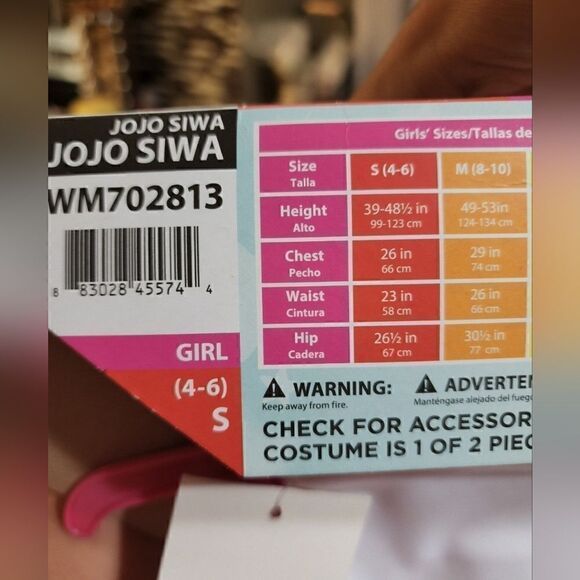 JOJO SIWA
JOJO SIWA
WM702813
8 83028 45574 4
GIRL
(4-6)
S
Girls' Sizes/Tallas de
Size S (4-6) M (8-10)
Talla
Height 39-48½ in 49-53in
Alto 99-123 cm 124-134 cm
Chest 26 in 29 in
Pecho 66 cm 74 cm
Waist 23 in 26 in
Cintura 58 cm 66 cm
Hip 26½ in 30½ in
Cadera 67 cm 77 cm
WARNING: ADVERTEN
Keep away from fire. Manténgase alejado del fuego
CHECK FOR ACCESSOR
COSTUME IS 1 OF 2 PIEC